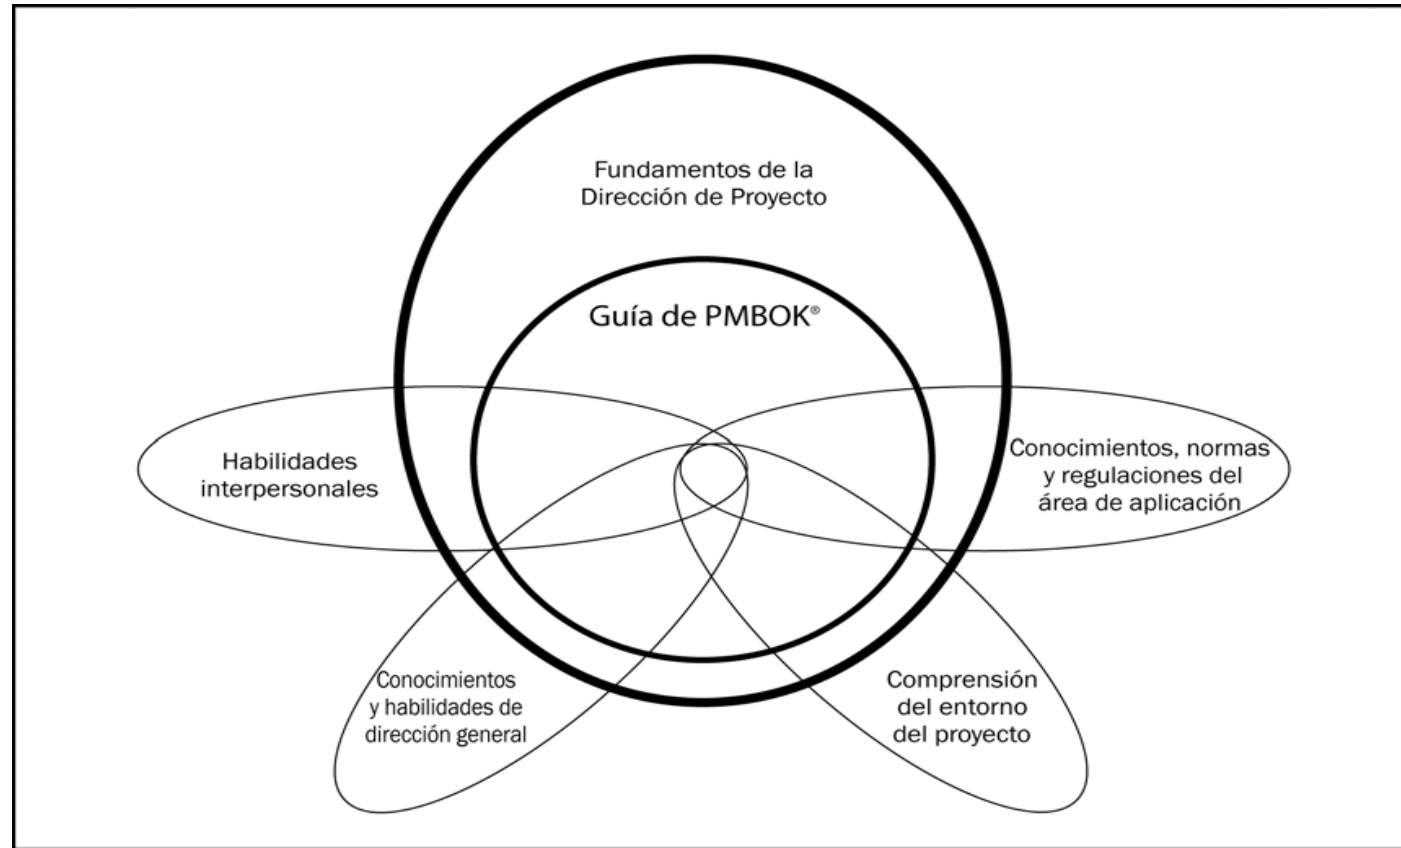 Fundamentos de la
Dirección de Proyecto
Guía de PMBOK®
Habilidades
interpersonales
Conocimientos, normas
y regulaciones del
área de aplicación
Conocimientos
y habilidades de
dirección general
Comprensión
del entorno
del proyecto